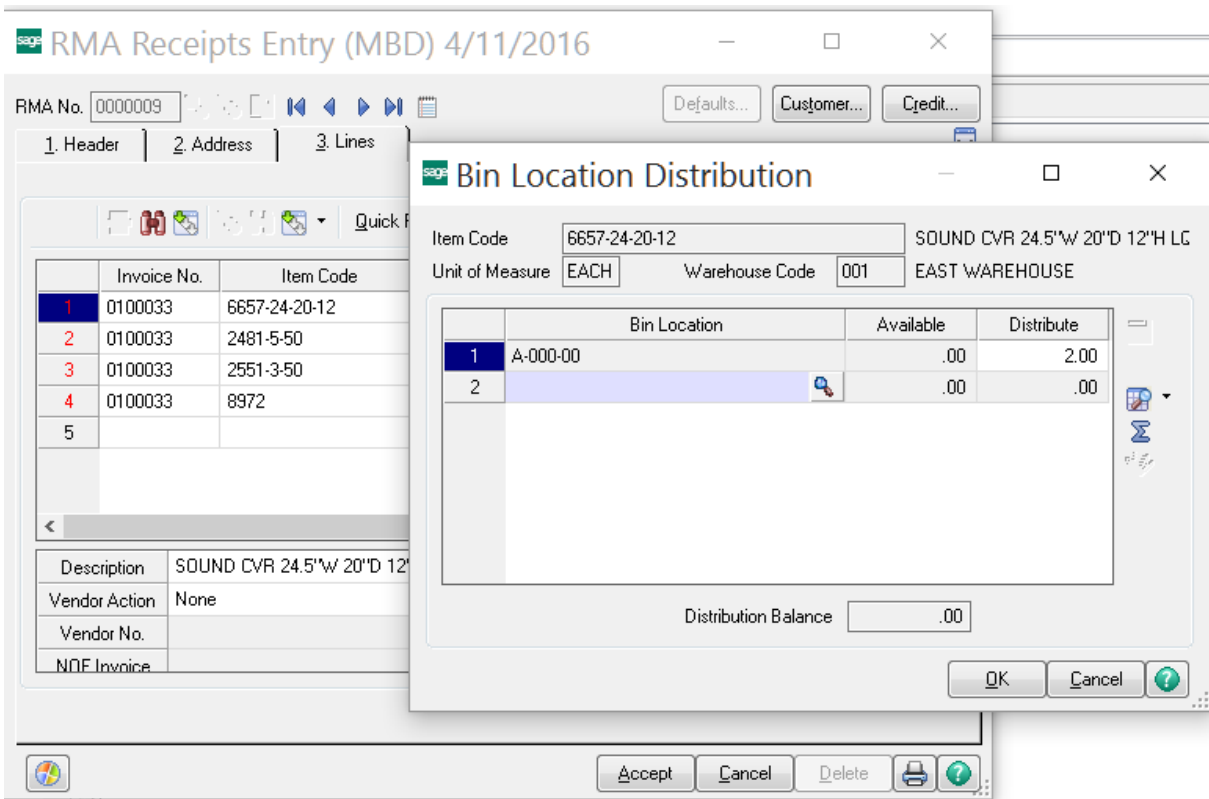 sage RMA Receipts Entry (MBD) 4/11/2016
RMA No. 0000009 Defaults... Customer... Credit...
1. Header 2. Address 3. Lines
Quick
Invoice No. Item Code
1 0100033 6657-24-20-12
2 0100033 2481-5-50
3 0100033 2551-3-50
4 0100033 8972
5
Description SOUND CVR 24.5"W 20"D 12"
Vendor Action None
Vendor No.
Invoice
sage Bin Location Distribution
Item Code 6657-24-20-12 SOUND CVR 24.5"W 20"D 12"H
Unit of Measure EACH Warehouse Code 001 EAST WAREHOUSE
Bin Location Available Distribute
1 A-000-00 .00 2.00
2 .00 .00
Distribution Balance .00
OK Cancel
Accept Cancel Delete